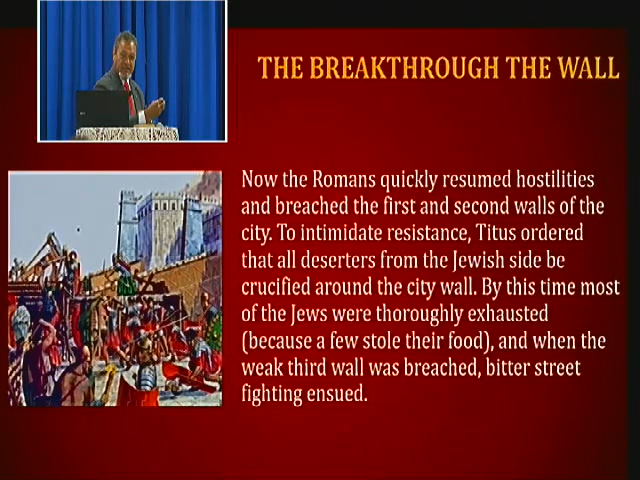 THE BREAKTHROUGH THE WALL
Now the Romans quickly resumed hostilities
and breached the first and second walls of the
city. To intimidate resistance, Titus ordered
that all deserters from the Jewish side be
crucified around the city wall. By this time most
of the Jews were thoroughly exhausted
(because a few stole their food), and when the
weak third wall was breached, bitter street
fighting ensued.